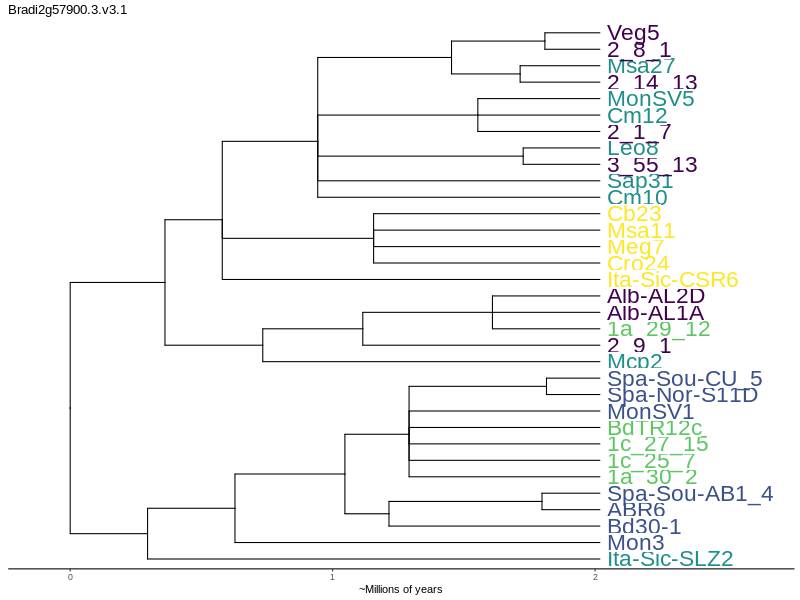 Bradi2g57900.3.v3.1
Veg5
2_8_1
Msa27
2_14_13
MonSV5
Cm12
2_1_7
Leo8
3_55_13
Sap31
Cm10
Cb23
Msa11
Meg7
Cro24
Ita-Sic-CSR6
Alb-AL2D
Alb-AL1A
1a_29_12
2_9_1
Mcp2
Spa-Sou-CU_5
Spa-Nor-S11D
MonSV1
BdTR12c
1c_27_15
1c_25_7
1a_30_2
Spa-Sou-AB1_4
ABR6
Bd30-1
Mon3
Ita-Sic-SLZ2
0 1 2
~Millions of years